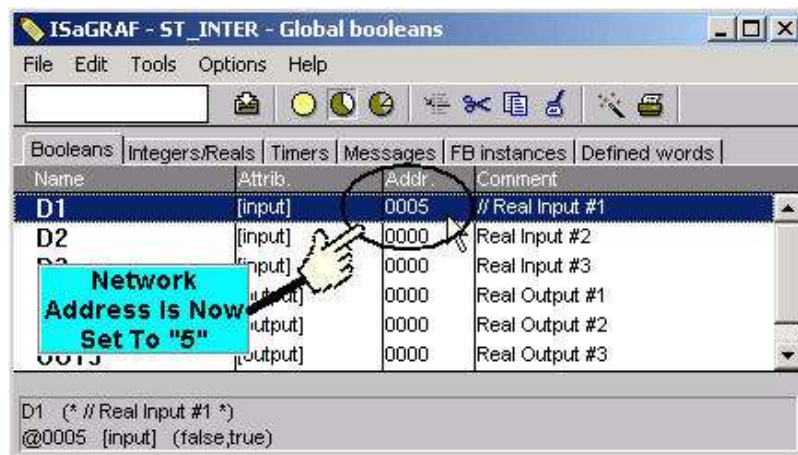 ISaGRAF - ST_INTER - Global booleans
File Edit Tools Options Help
Booleans Integers/Reals Timers Messages FB instances Defined words
Name Attrib. Addr. Comment
D1 [input] 0005 // Real Input #1
D2 [input] 0000 Real Input #2
0000 Real Input #3
0000 Real Output #1
0000 Real Output #2
0000 Real Output #3
Network
Address Is Now
Set To "5"
D1 (* // Real Input #1 *)
@0005 [input] (false,true)